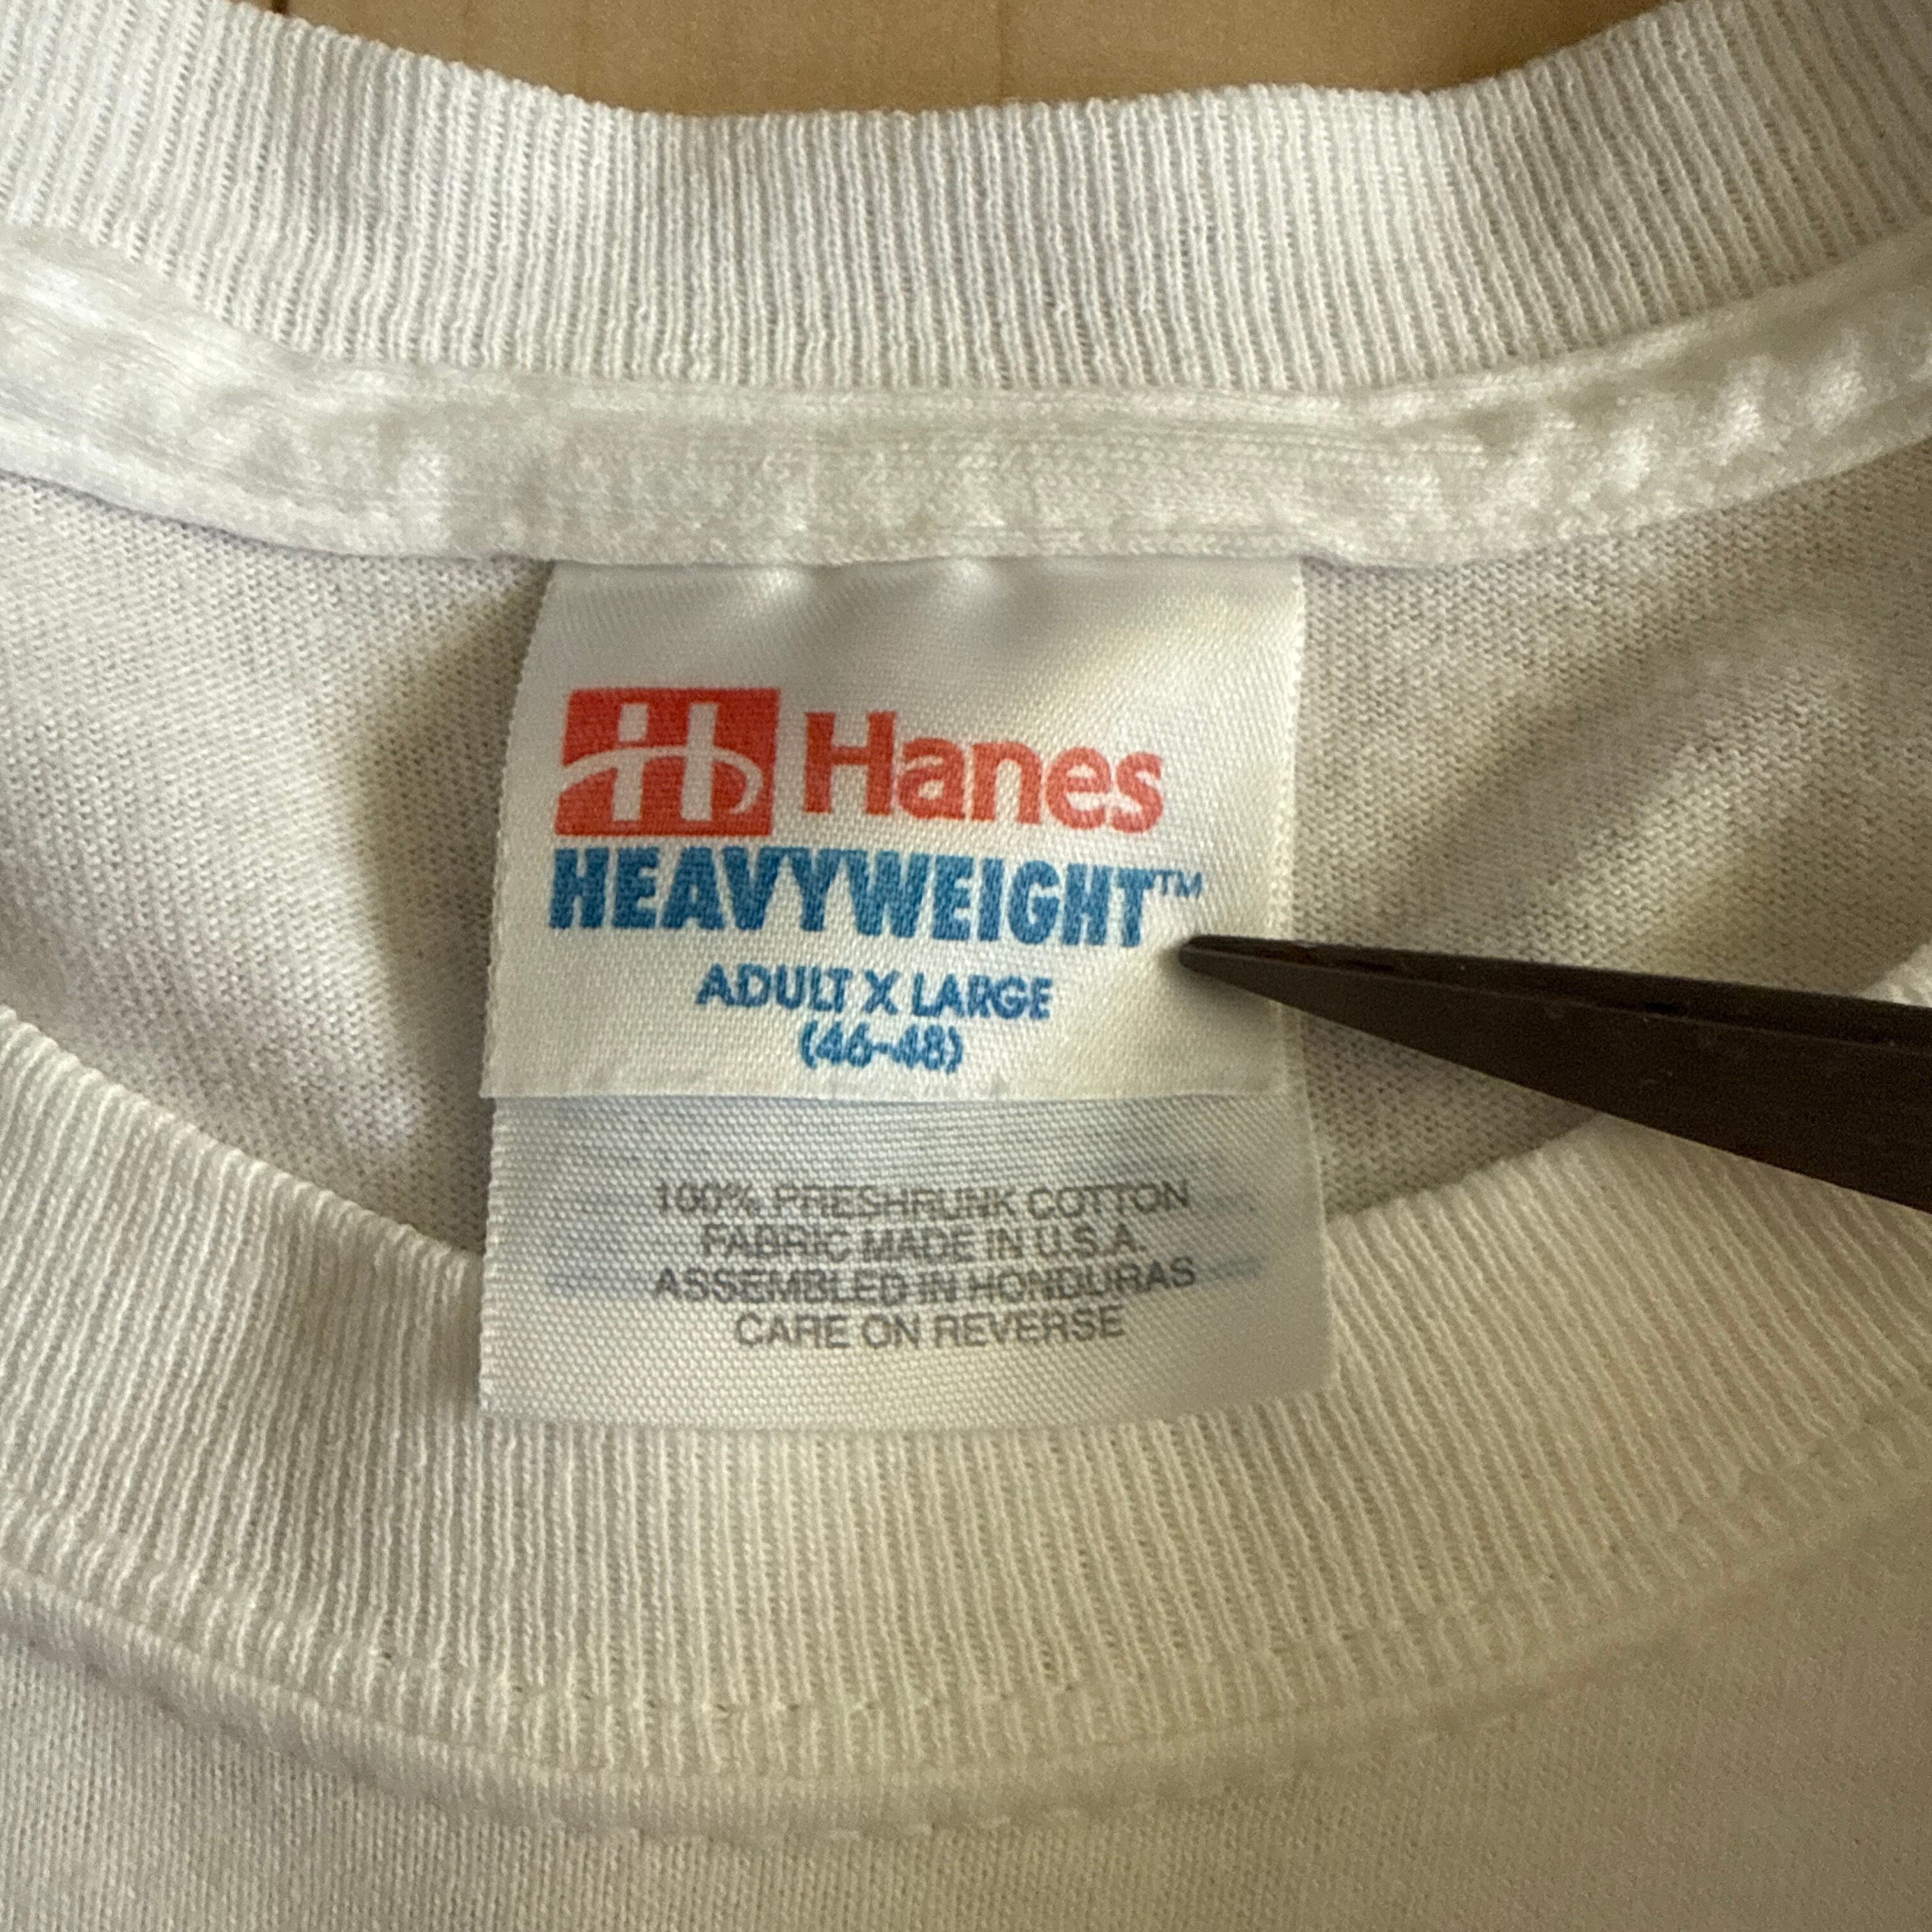 H Hanes
HEAVYWEIGHT™
ADULT X LARGE
(46-48)
100% PRESHRUNK COTTON
FABRIC MADE IN U.S.A.
ASSEMBLED IN HONDURAS
CARE ON REVERSE